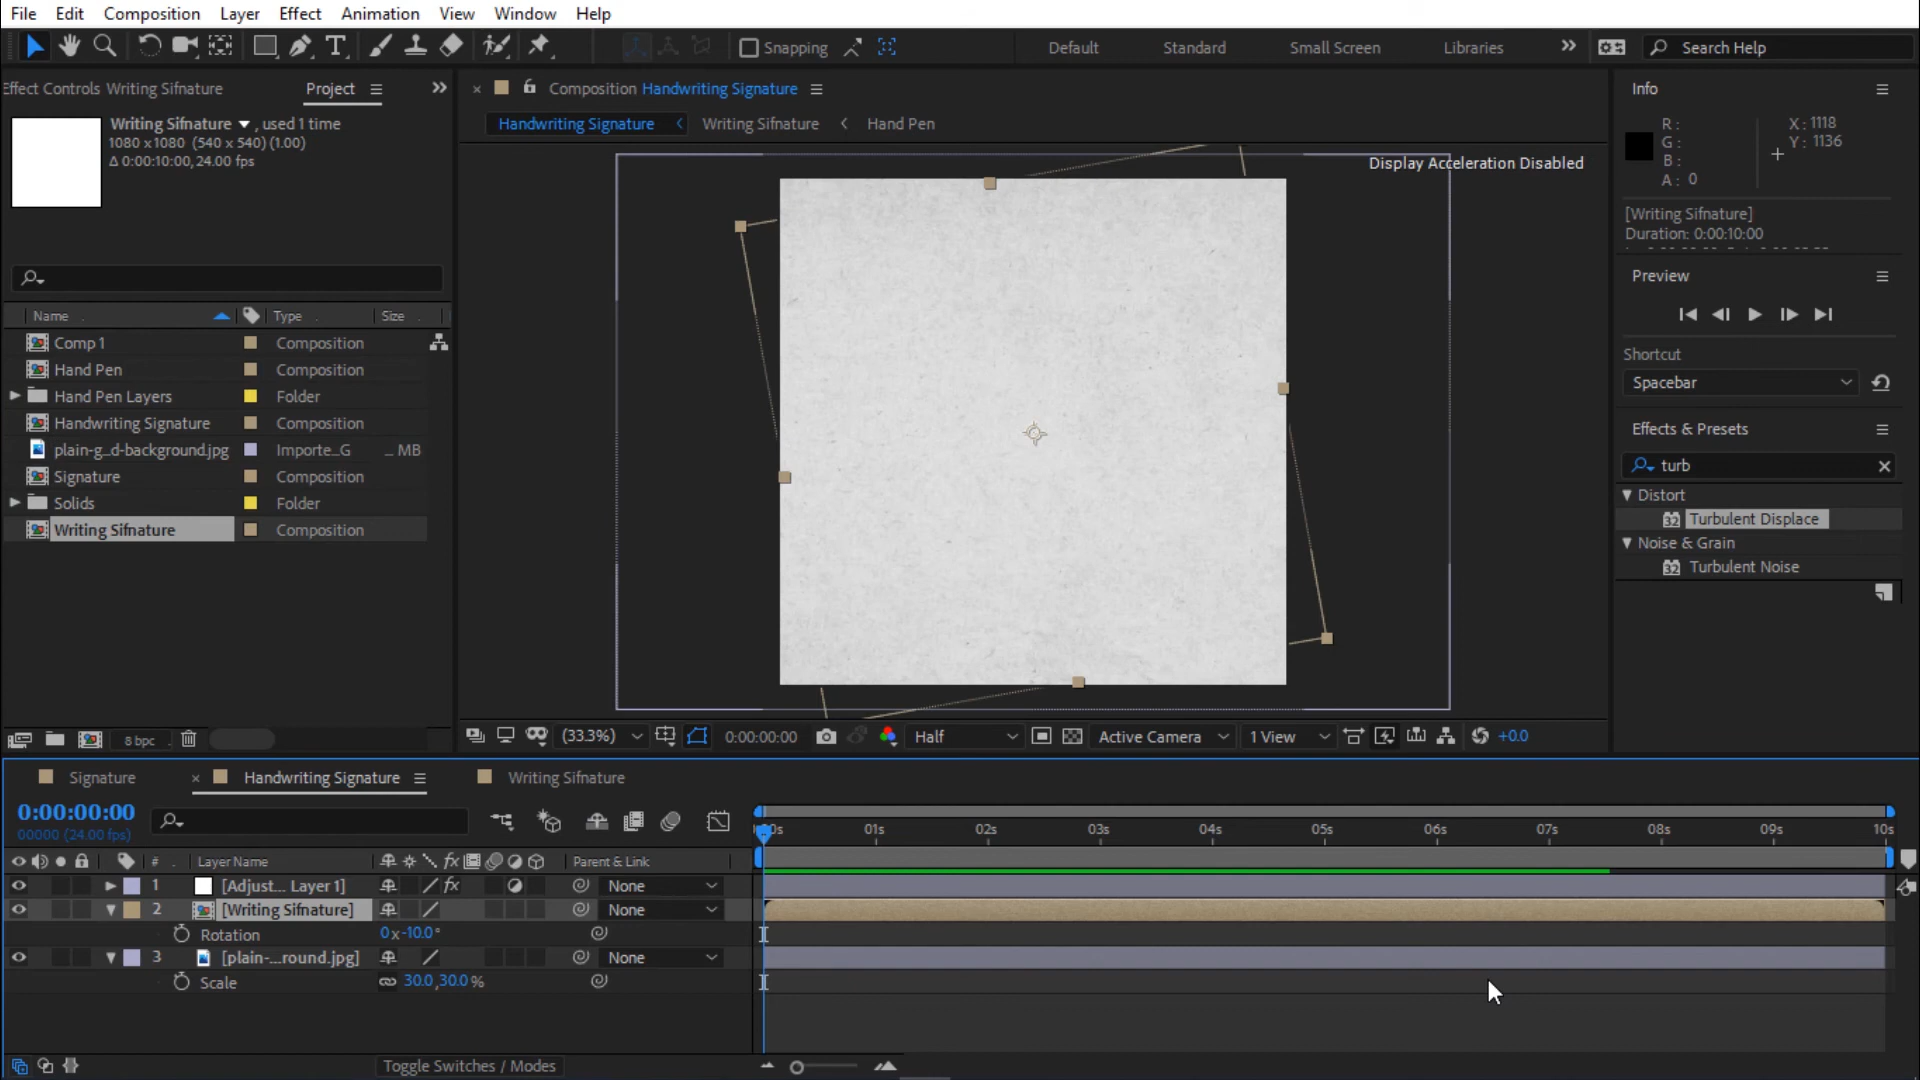 File Edit Composition Layer Effect Animation View Window Help
Snapping Default Standard Small Screen Libraries Search Help
Effect Controls Writing Sifnature Project
Writing Sifnature , used 1 time
1080 x1080 (540 x540) (1.00)
Δ 0:00:10:00, 24.00 fps
Name Type Size
Comp 1 Composition
Hand Pen Composition
Hand Pen Layers Folder
Handwriting Signature Composition
plain-g...d-background.jpg Importe...G ... MB
Signature Composition
Solids Folder
Writing Sifnature Composition
8 bpc
Composition Handwriting Signature
Handwriting Signature Writing Sifnature Hand Pen
Display Acceleration Disabled
(33.3%) 0:00:00:00 Half Active Camera 1 View +0.0
Info
R: X: 1118
G: Y: 1136
B:
A: 0
[Writing Sifnature]
Duration: 0:00:10:00
Preview
Shortcut
Spacebar
Effects & Presets
turb
Distort
32 Turbulent Displace
Noise & Grain
32 Turbulent Noise
Signature Handwriting Signature Writing Sifnature
0:00:00:00
00000 (24.00 fps)
01s 02s 03s 04s 05s 06s 07s 08s 09s 10s
# Layer Name fx Parent & Link
1 [Adjust... Layer 1] fx None
2 [Writing Sifnature] None
Rotation 0x-10.0°
3 [plain-...round.jpg] None
Scale 30.0,30.0%
Toggle Switches / Modes